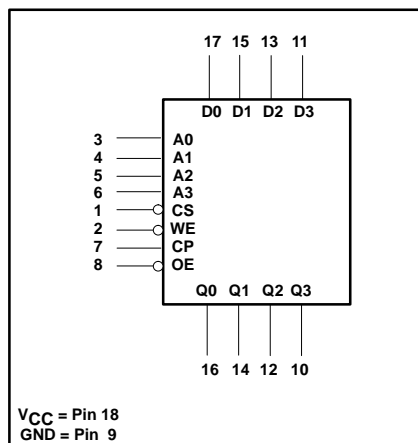 17 15 13 11
D0 D1 D2 D3
3 A0
4 A1
5 A2
6 A3
1 CS
2 WE
7 CP
8 OE
Q0 Q1 Q2 Q3
16 14 12 10
VCC = Pin 18
GND = Pin 9